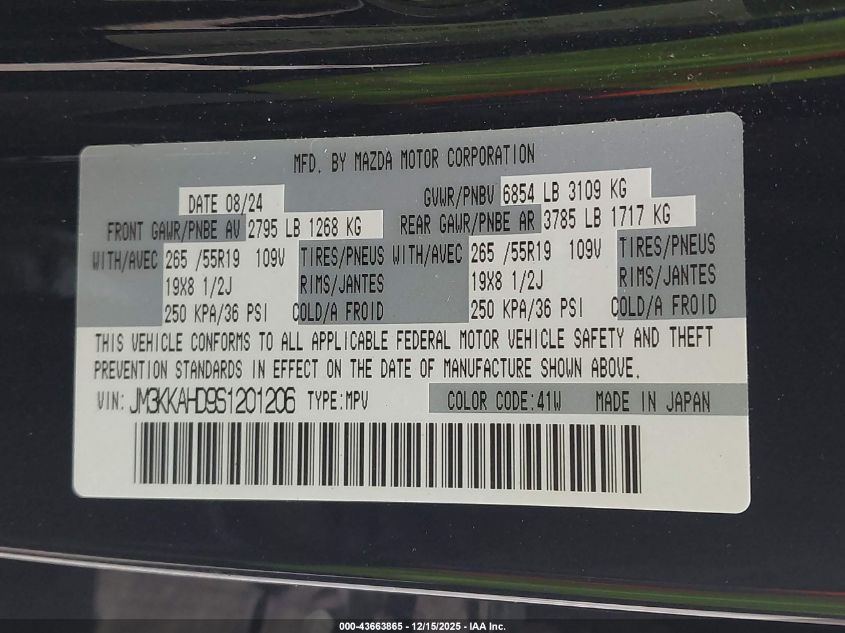 MFD. BY MAZDA MOTOR CORPORATION
DATE 08/24 GVWR/PNBV 6854 LB 3109 KG
FRONT GAWR/PNBE AV 2795 LB 1268 KG REAR GAWR/PNBE AR 3785 LB 1717 KG
WITH/AVEC 265 /55R19 109V TIRES/PNEUS WITH/AVEC 265 /55R19 109V TIRES/PNEUS
19X8 1/2J RIMS/JANTES 19X8 1/2J RIMS/JANTES
250 KPA/36 PSI COLD/A FROID 250 KPA/36 PSI COLD/A FROID
THIS VEHICLE CONFORMS TO ALL APPLICABLE FEDERAL MOTOR VEHICLE SAFETY AND THEFT
PREVENTION STANDARDS IN EFFECT ON THE DATE OF MANUFACTURE SHOWN ABOVE.
VIN: JM3KKAHD9S1201206 TYPE:MPV COLOR CODE:41W MADE IN JAPAN
000-43663865 - 12/15/2025 - IAA Inc.